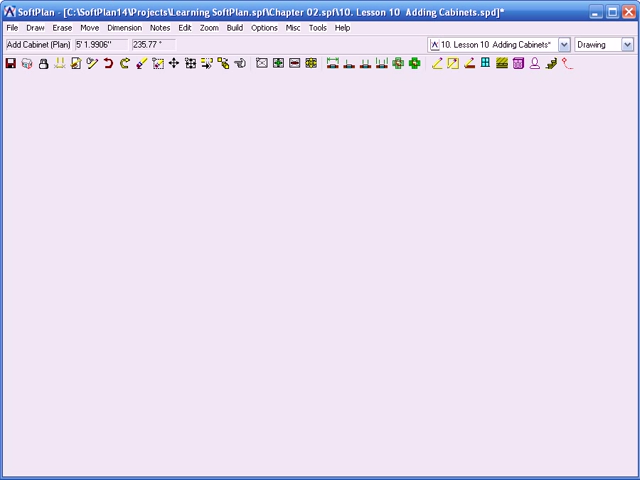 SoftPlan - [C:\SoftPlan14\Projects\Learning SoftPlan.spf\Chapter 02.spf\10. Lesson 10  Adding Cabinets.spd]*
File Draw Erase Move Dimension Notes Edit Zoom Build Options Misc Tools Help
Add Cabinet (Plan) 5' 1.9906" 235.77 ° 10. Lesson 10  Adding Cabinets* Drawing